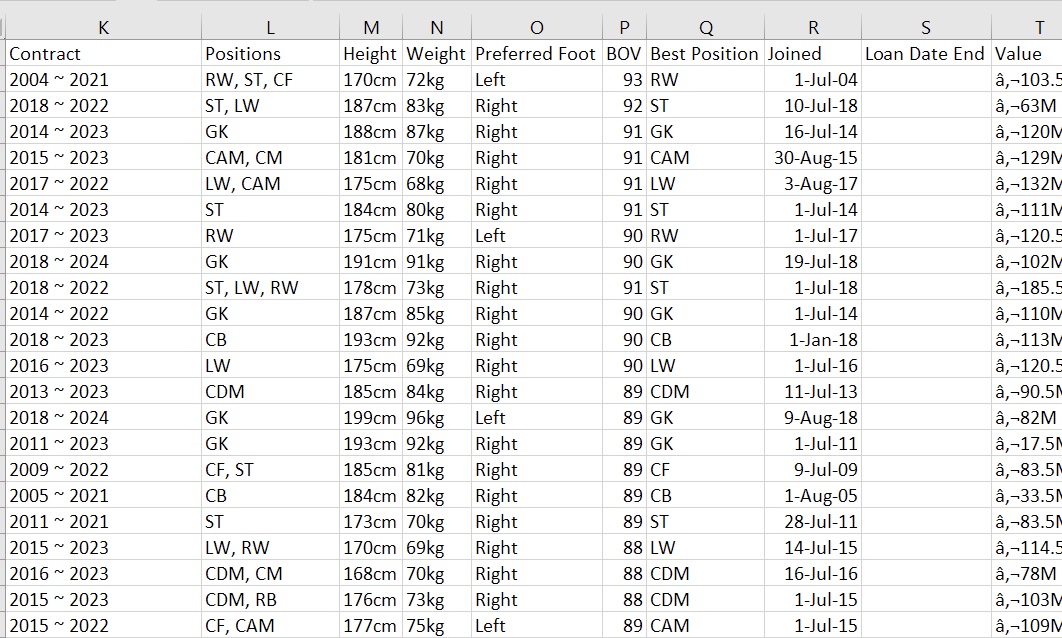 K L M N O P Q R S T
Contract Positions Height Weight Preferred Foot BOV Best Position Joined Loan Date End Value
2004 ~ 2021 RW, ST, CF 170cm 72kg Left 93 RW 1-Jul-04 â‚¬103.5
2018 ~ 2022 ST, LW 187cm 83kg Right 92 ST 10-Jul-18 â‚¬63M
2014 ~ 2023 GK 188cm 87kg Right 91 GK 16-Jul-14 â‚¬120M
2015 ~ 2023 CAM, CM 181cm 70kg Right 91 CAM 30-Aug-15 â‚¬129M
2017 ~ 2022 LW, CAM 175cm 68kg Right 91 LW 3-Aug-17 â‚¬132M
2014 ~ 2023 ST 184cm 80kg Right 91 ST 1-Jul-14 â‚¬111M
2017 ~ 2023 RW 175cm 71kg Left 90 RW 1-Jul-17 â‚¬120.5
2018 ~ 2024 GK 191cm 91kg Right 90 GK 19-Jul-18 â‚¬102M
2018 ~ 2022 ST, LW, RW 178cm 73kg Right 91 ST 1-Jul-18 â‚¬185.5
2014 ~ 2022 GK 187cm 85kg Right 90 GK 1-Jul-14 â‚¬110M
2018 ~ 2023 CB 193cm 92kg Right 90 CB 1-Jan-18 â‚¬113M
2016 ~ 2023 LW 175cm 69kg Right 90 LW 1-Jul-16 â‚¬120.5
2013 ~ 2023 CDM 185cm 84kg Right 89 CDM 11-Jul-13 â‚¬90.5M
2018 ~ 2024 GK 199cm 96kg Left 89 GK 9-Aug-18 â‚¬82M
2011 ~ 2023 GK 193cm 92kg Right 89 GK 1-Jul-11 â‚¬17.5M
2009 ~ 2022 CF, ST 185cm 81kg Right 89 CF 9-Jul-09 â‚¬83.5M
2005 ~ 2021 CB 184cm 82kg Right 89 CB 1-Aug-05 â‚¬33.5M
2011 ~ 2021 ST 173cm 70kg Right 89 ST 28-Jul-11 â‚¬83.5M
2015 ~ 2023 LW, RW 170cm 69kg Right 88 LW 14-Jul-15 â‚¬114.5
2016 ~ 2023 CDM, CM 168cm 70kg Right 88 CDM 16-Jul-16 â‚¬78M
2015 ~ 2023 CDM, RB 176cm 73kg Right 88 CDM 1-Jul-15 â‚¬103M
2015 ~ 2022 CF, CAM 177cm 75kg Left 89 CAM 1-Jul-15 â‚¬109M